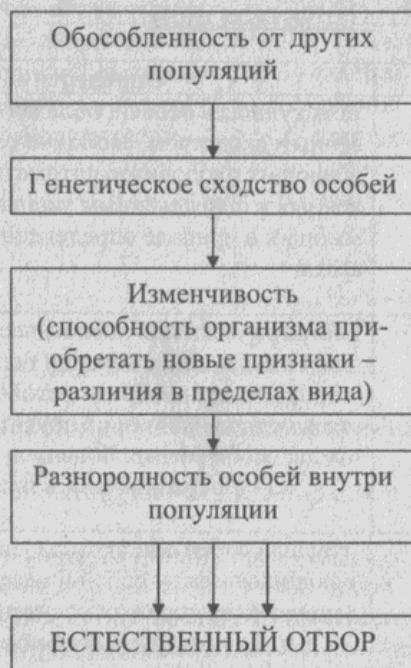 Обособленность от других
популяций
Генетическое сходство особей
Изменчивость
(способность организма при-
обретать новые признаки –
различия в пределах вида)
Разнородность особей внутри
популяции
ЕСТЕСТВЕННЫЙ ОТБОР